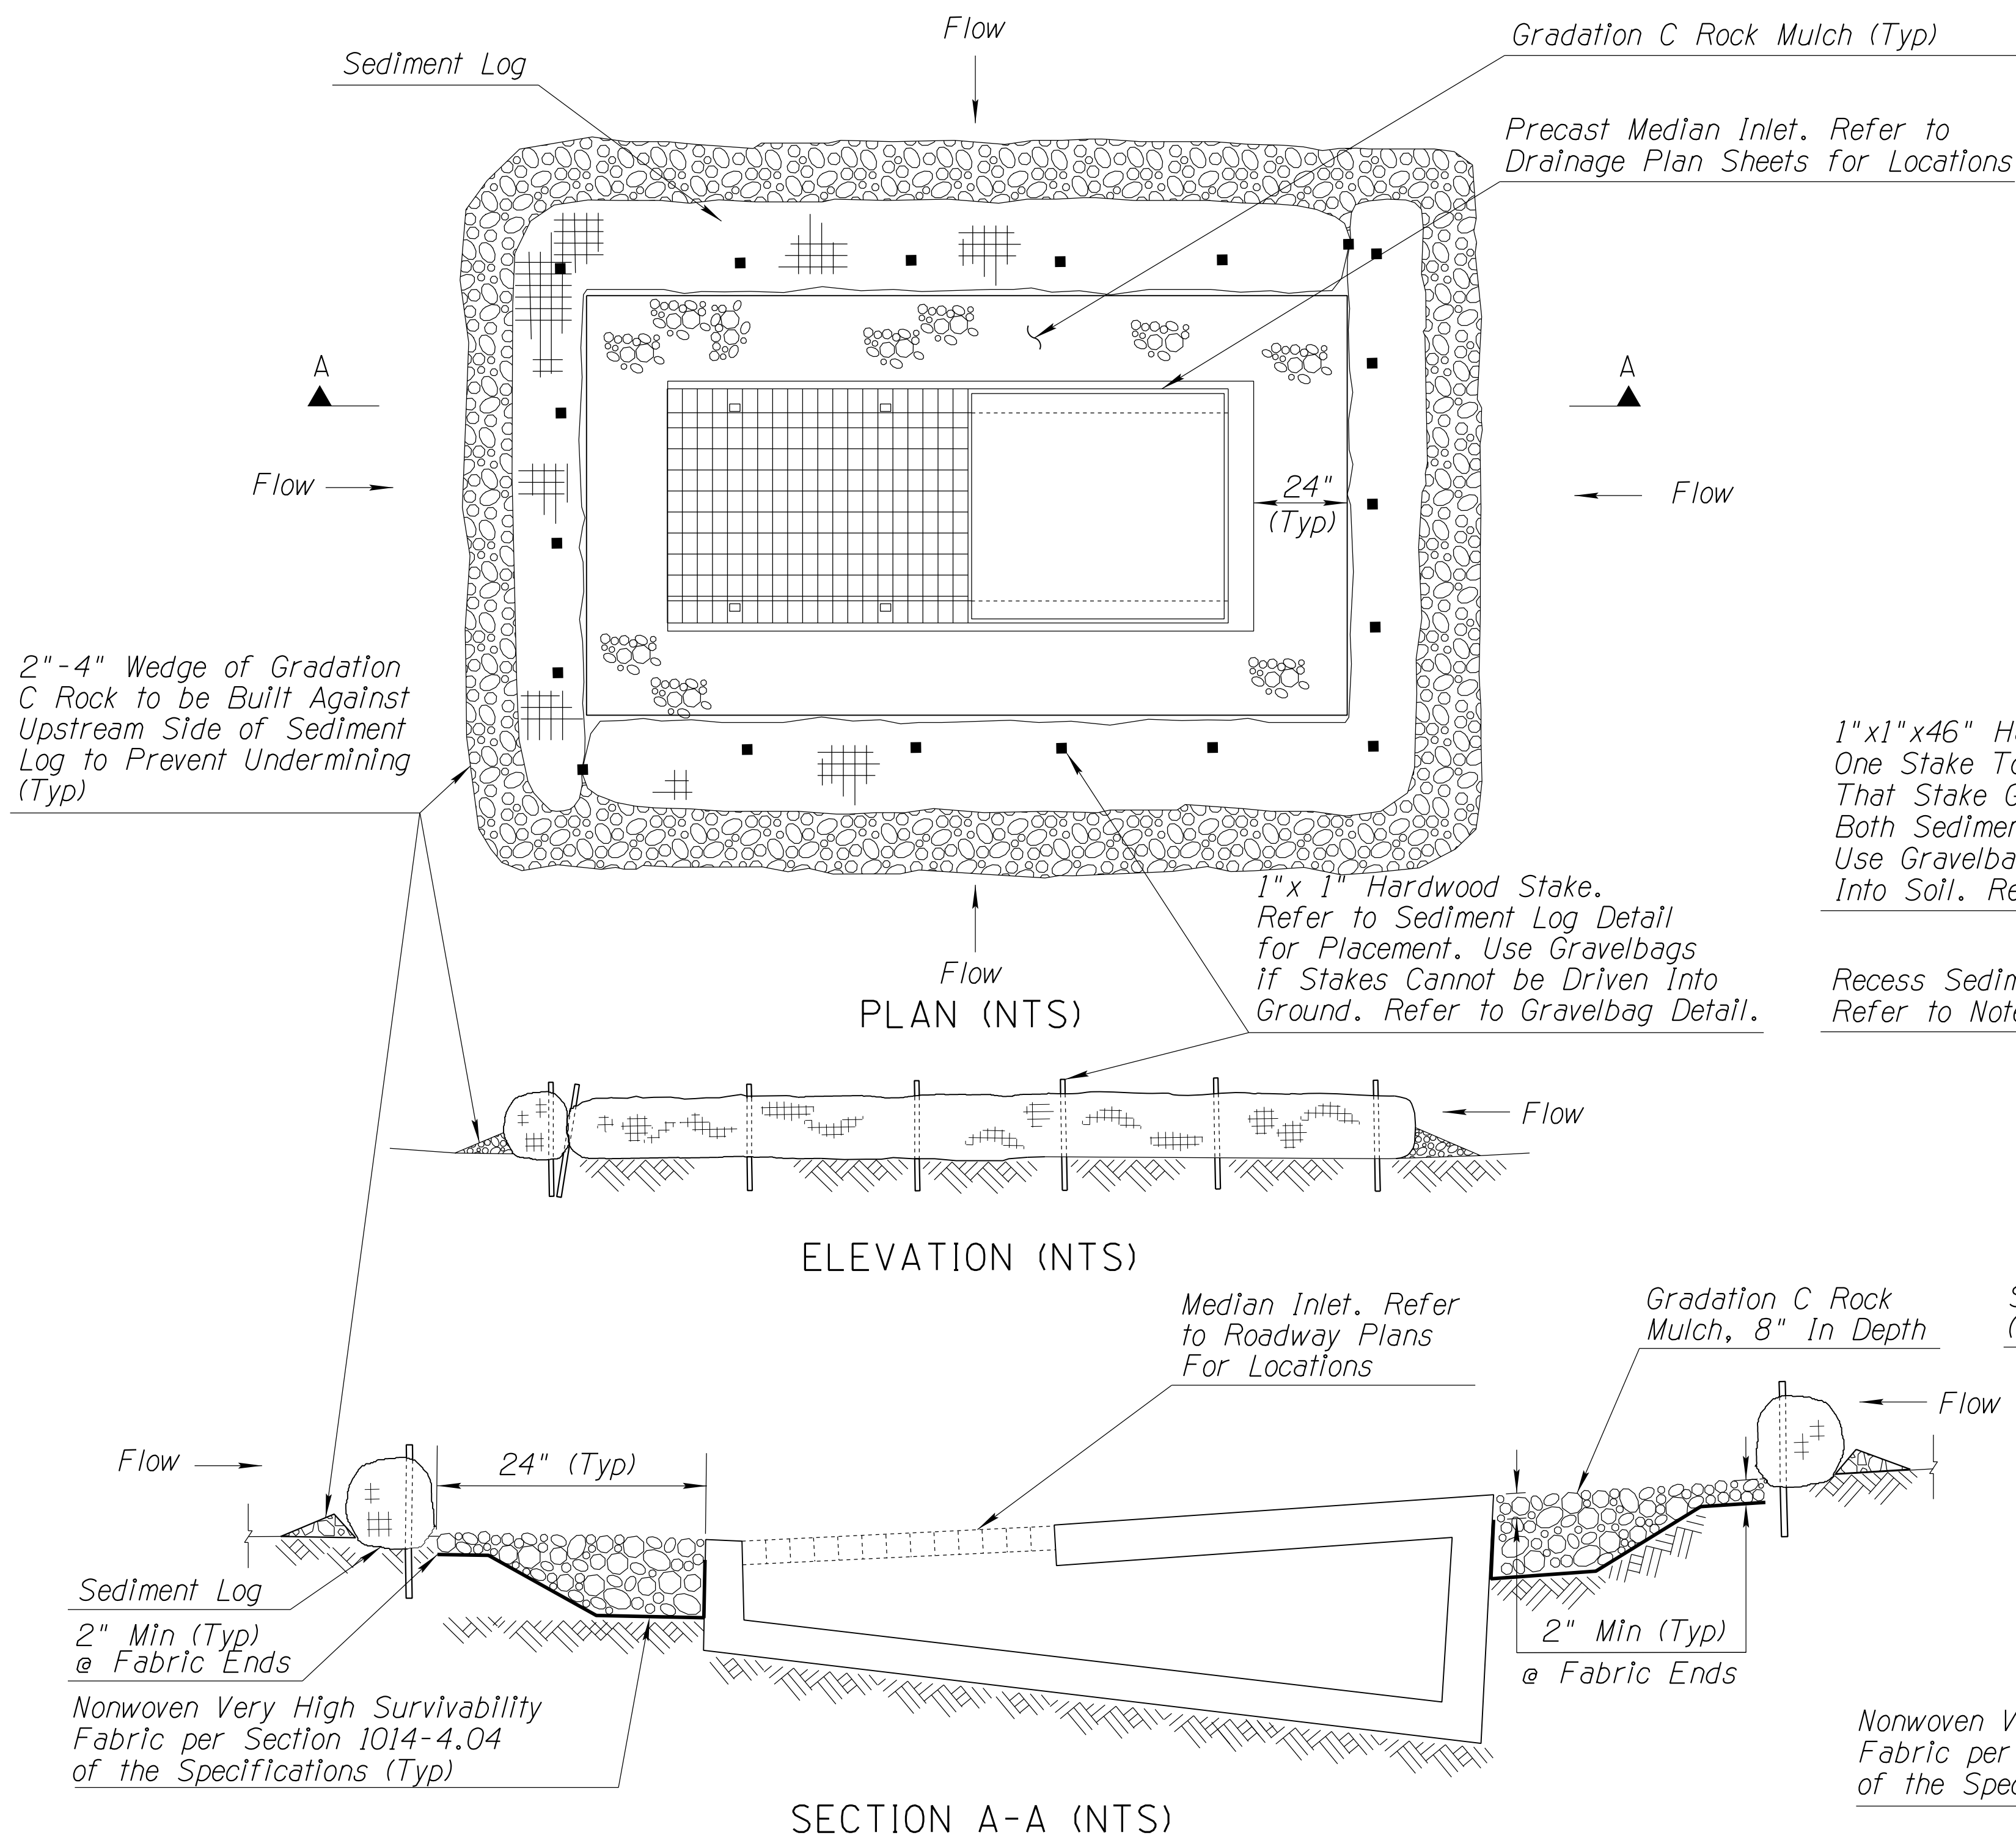 Flow
Gradation C Rock Mulch (Typ)
Sediment Log
Precast Median Inlet. Refer to
Drainage Plan Sheets for Locations
A
A
Flow
24"
(Typ)
Flow
2"-4" Wedge of Gradation
C Rock to be Built Against
Upstream Side of Sediment
Log to Prevent Undermining
(Typ)
1"x 1" Hardwood Stake.
Refer to Sediment Log Detail
for Placement. Use Gravelbags
if Stakes Cannot be Driven Into
Ground. Refer to Gravelbag Detail.
1"x1"x46" H
One Stake To
That Stake
Both Sedimen
Use Gravelba
Into Soil. Re
Recess Sedim
Refer to Note
Flow
PLAN (NTS)
Flow
ELEVATION (NTS)
Median Inlet. Refer
to Roadway Plans
For Locations
Gradation C Rock
Mulch, 8" In Depth
Flow
24" (Typ)
Flow
Sediment Log
2" Min (Typ)
@ Fabric Ends
2" Min (Typ)
@ Fabric Ends
Nonwoven Very High Survivability
Fabric per Section 1014-4.04
of the Specifications (Typ)
Nonwoven V
Fabric per
of the Spec
SECTION A-A (NTS)